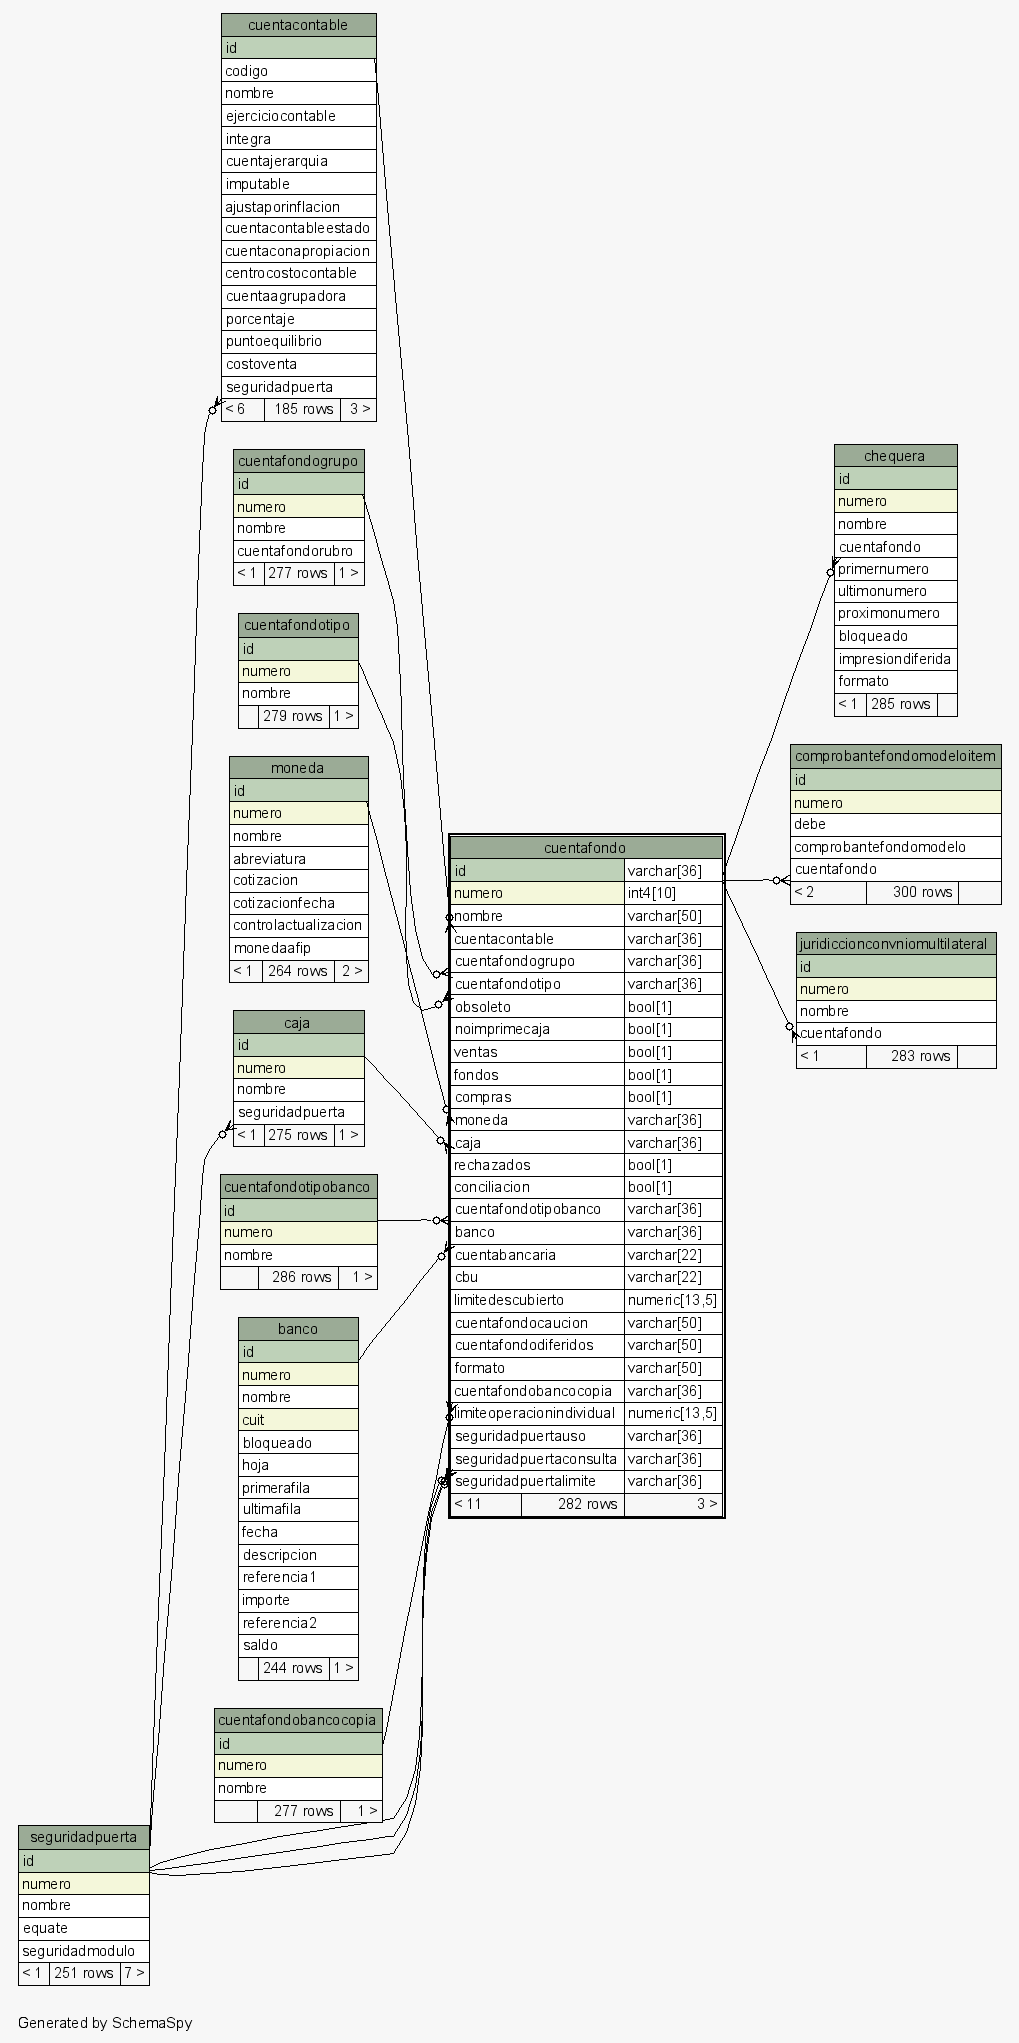 cuentacontable
id
codigo
nombre
ejerciciocontable
integra
cuentajerarquia
imputable
ajustaporinflacion
cuentacontableestado
cuentaconapropiacion
centrocostocontable
cuentaagrupadora
porcentaje
puntoequilibrio
costoventa
seguridadpuerta
< 6 185 rows 3 >
cuentafondogrupo
id
numero
nombre
cuentafondorubro
< 1 277 rows 1 >
cuentafondotipo
id
numero
nombre
279 rows 1 >
moneda
id
numero
nombre
abreviatura
cotizacion
cotizacionfecha
controlactualizacion
monedaafip
< 1 264 rows 2 >
caja
id
numero
nombre
seguridadpuerta
< 1 275 rows 1 >
cuentafondotipobanco
id
numero
nombre
286 rows 1 >
banco
id
numero
nombre
cuit
bloqueado
hoja
primerafila
ultimafila
fecha
descripcion
referencia1
importe
referencia2
saldo
244 rows 1 >
cuentafondobancocopia
id
numero
nombre
277 rows 1 >
seguridadpuerta
id
numero
nombre
equate
seguridadmodulo
< 1 251 rows 7 >
cuentafondo
id varchar[36]
numero int4[10]
nombre varchar[50]
cuentacontable varchar[36]
cuentafondogrupo varchar[36]
cuentafondotipo varchar[36]
obsoleto bool[1]
noimprimecaja bool[1]
ventas bool[1]
fondos bool[1]
compras bool[1]
moneda varchar[36]
caja varchar[36]
rechazados bool[1]
conciliacion bool[1]
cuentafondotipobanco varchar[36]
banco varchar[36]
cuentabancaria varchar[22]
cbu varchar[22]
limitedescubierto numeric[13,5]
cuentafondocaucion varchar[50]
cuentafondodiferidos varchar[50]
formato varchar[50]
cuentafondobancocopia varchar[36]
limiteoperacionindividual numeric[13,5]
seguridadpuertauso varchar[36]
seguridadpuertaconsulta varchar[36]
seguridadpuertalimite varchar[36]
< 11 282 rows 3 >
chequera
id
numero
nombre
cuentafondo
primernumero
ultimonumero
proximonumero
bloqueado
impresiondiferida
formato
< 1 285 rows
comprobantefondomodeloitem
id
numero
debe
comprobantefondomodelo
cuentafondo
< 2 300 rows
juridiccionconvniomultilateral
id
numero
nombre
cuentafondo
< 1 283 rows
Generated by SchemaSpy